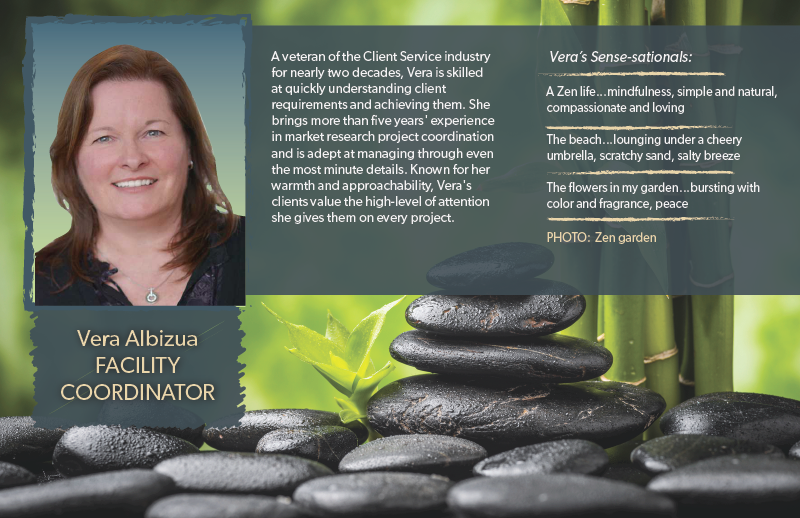 A veteran of the Client Service industry
for nearly two decades, Vera is skilled
at quickly understanding client
requirements and achieving them. She
brings more than five years' experience
in market research project coordination
and is adept at managing through even
the most minute details. Known for her
warmth and approachability, Vera's
clients value the high-level of attention
she gives them on every project.
Vera's Sense-sationals:
A Zen life...mindfulness, simple and natural,
compassionate and loving
The beach...lounging under a cheery
umbrella, scratchy sand, salty breeze
The flowers in my garden...bursting with
color and fragrance, peace
PHOTO: Zen garden
Vera Albizua
FACILITY
COORDINATOR